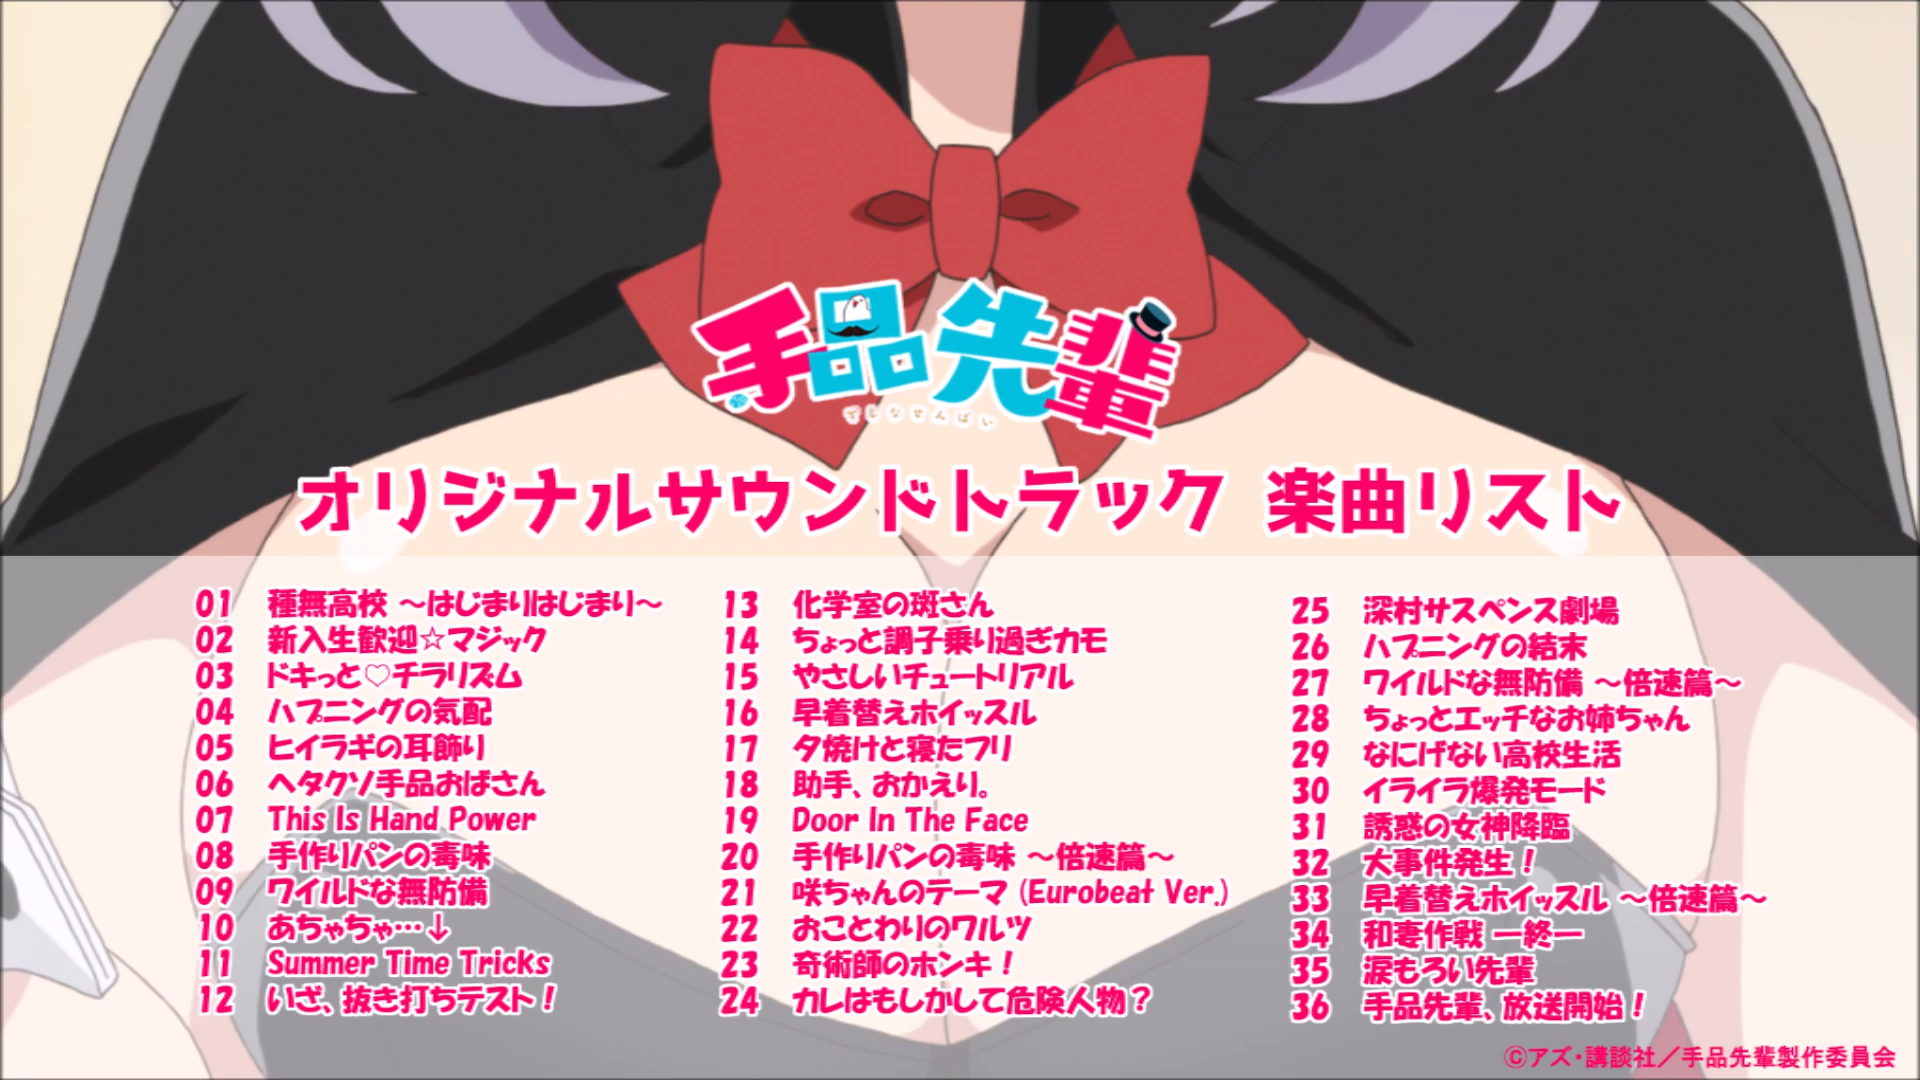 手品先輩
てじなせんぱい
オリジナルサウンドトラック 楽曲リスト
01 種無高校 ～はじまりはじまり～
02 新入生歓迎☆マジック
03 ドキっと♡チラリズム
04 ハプニングの気配
05 ヒイラギの耳飾り
06 ヘタクソ手品おばさん
07 This Is Hand Power
08 手作りパンの毒味
09 ワイルドな無防備
10 あちゃちゃ…↓
11 Summer Time Tricks
12 いざ、抜き打ちテスト！
13 化学室の斑さん
14 ちょっと調子乗り過ぎカモ
15 やさしいチュートリアル
16 早着替えホイッスル
17 夕焼けと寝たフリ
18 助手、おかえり。
19 Door In The Face
20 手作りパンの毒味 ～倍速篇～
21 咲ちゃんのテーマ (Eurobeat Ver.)
22 おことわりのワルツ
23 奇術師のホンキ！
24 カレはもしかして危険人物？
25 深村サスペンス劇場
26 ハプニングの結末
27 ワイルドな無防備 ～倍速篇～
28 ちょっとエッチなお姉ちゃん
29 なにげない高校生活
30 イライラ爆発モード
31 誘惑の女神降臨
32 大事件発生！
33 早着替えホイッスル ～倍速篇～
34 和妻作戦 ―終―
35 涙もろい先輩
36 手品先輩、放送開始！
©アズ・講談社／手品先輩製作委員会